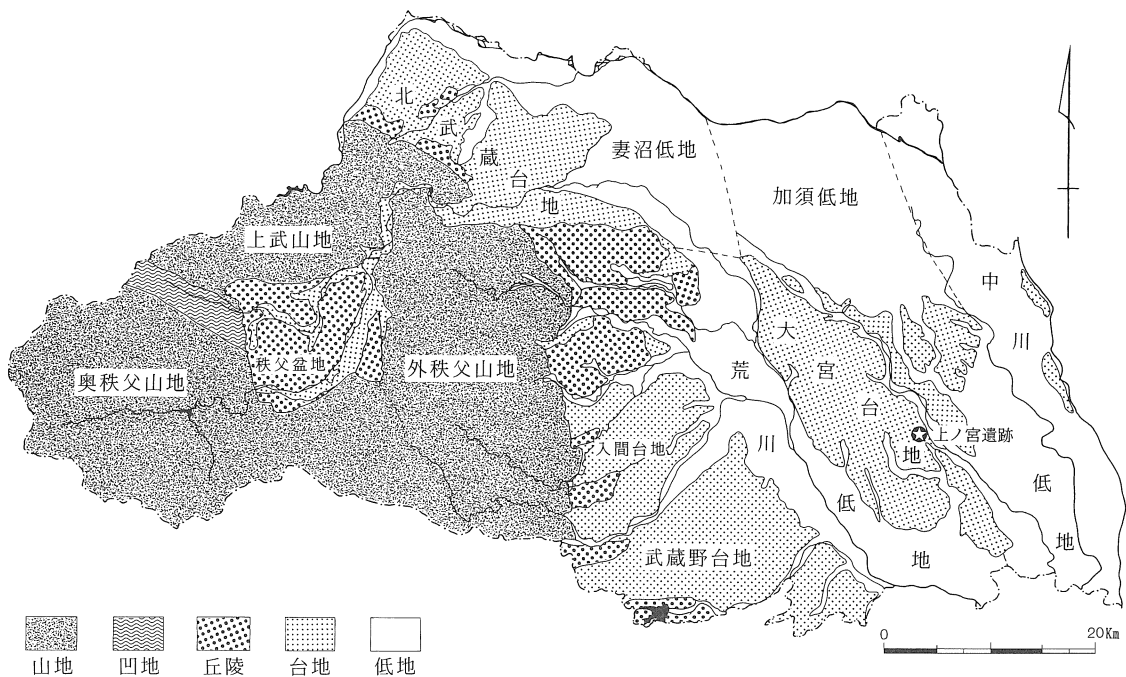 北武蔵台地
妻沼低地
加須低地
上武山地
中川低地
秩父盆地
奥秩父山地
外秩父山地
大宮台地
荒川低地
上ノ宮遺跡
入間台地
武蔵野台地
山地
凹地
丘陵
台地
低地
0
20Km